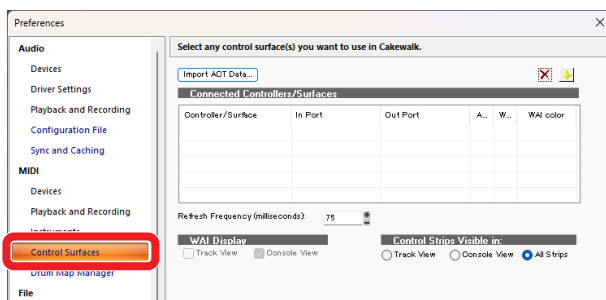 Preferences
Audio
Devices
Driver Settings
Playback and Recording
Configuration File
Sync and Caching
MIDI
Devices
Playback and Recording
Instruments
Control Surfaces
Drum Map Manager
File
Select any control surface(s) you want to use in Cakewalk.
Import ACT Data...
Connected Controllers/Surfaces
Controller/Surface In Port Out Port A... W... WAI color
Refresh Frequency (milliseconds): 75
WAI Display
Track View Console View
Control Strips Visible in:
Track View Console View All Strips